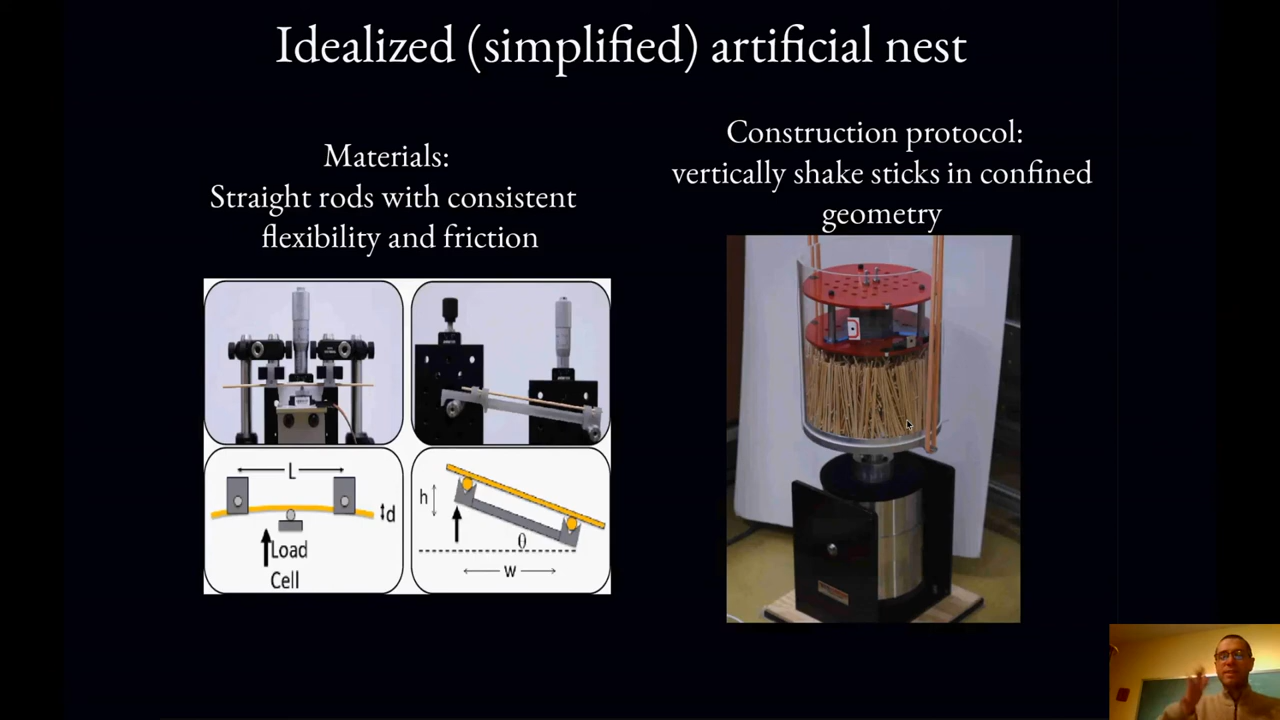 Idealized (simplified) artificial nest
Materials:
Straight rods with consistent
flexibility and friction
Construction protocol:
vertically shake sticks in confined
geometry
L
d
Load
Cell
h
θ
w